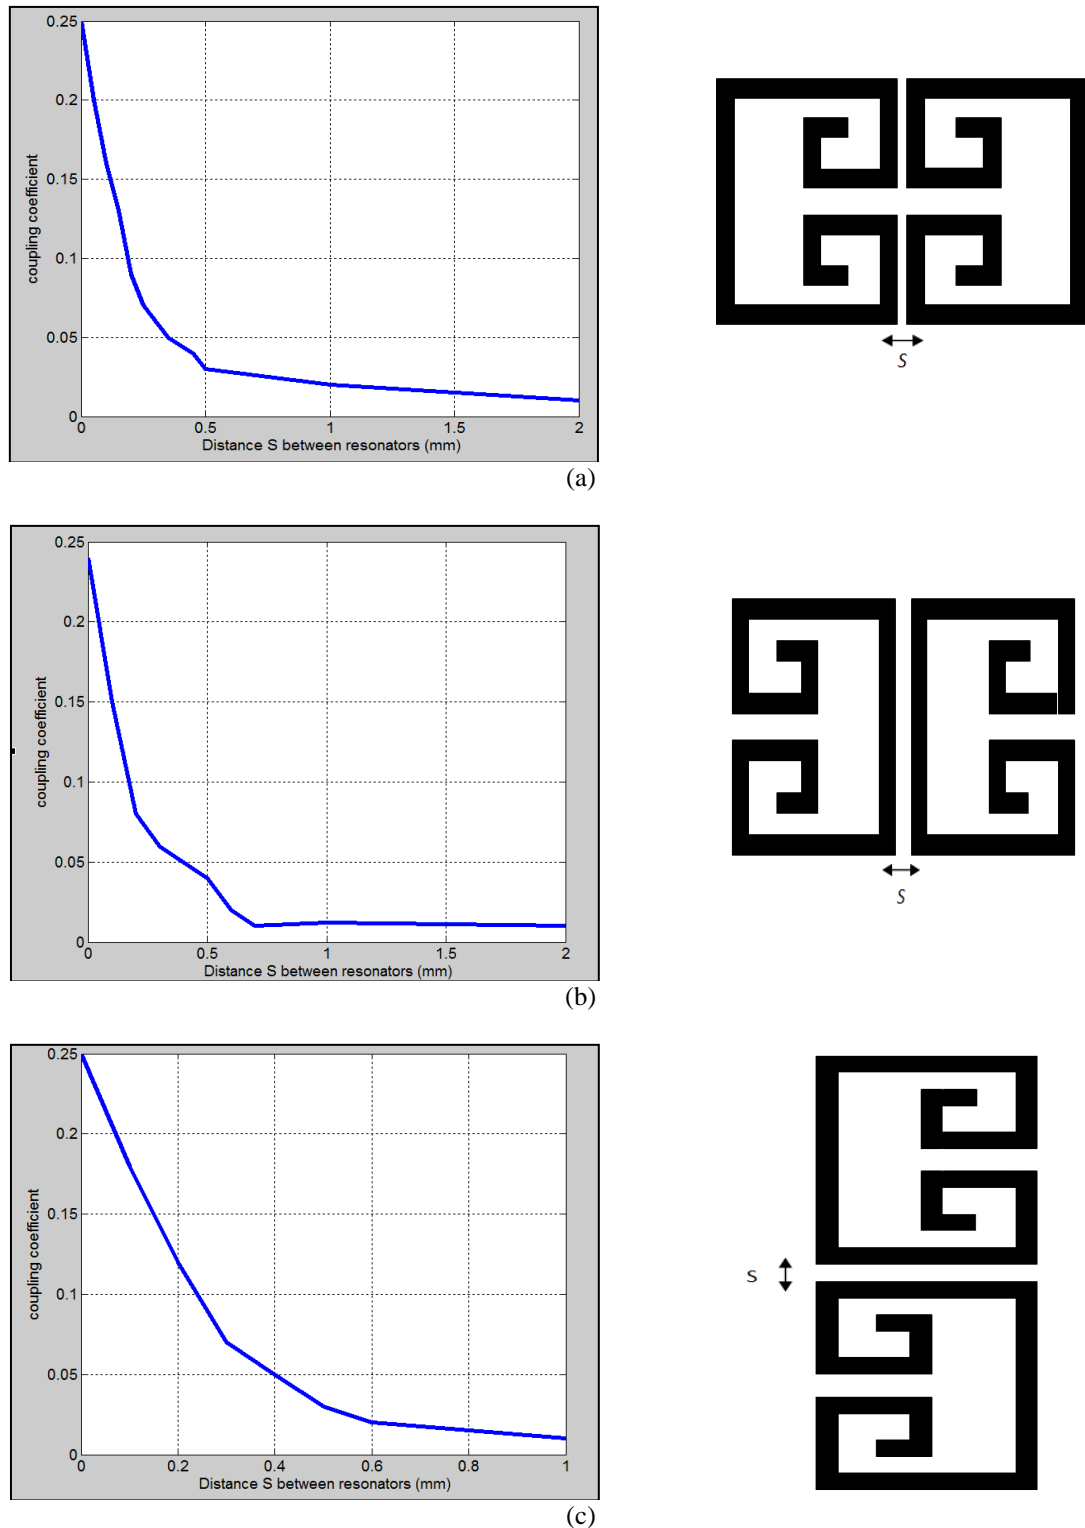 0.25
0.2
0.15
0.1
0.05
0
coupling coefficient
0 0.5 1 1.5 2
Distance S between resonators (mm)
S
(a)
0.25
0.2
0.15
0.1
0.05
0
coupling coefficient
0 0.5 1 1.5 2
Distance S between resonators (mm)
S
(b)
0.25
0.2
0.15
0.1
0.05
0
coupling coefficient
0 0.2 0.4 0.6 0.8 1
Distance S between resonators (mm)
s
(c)